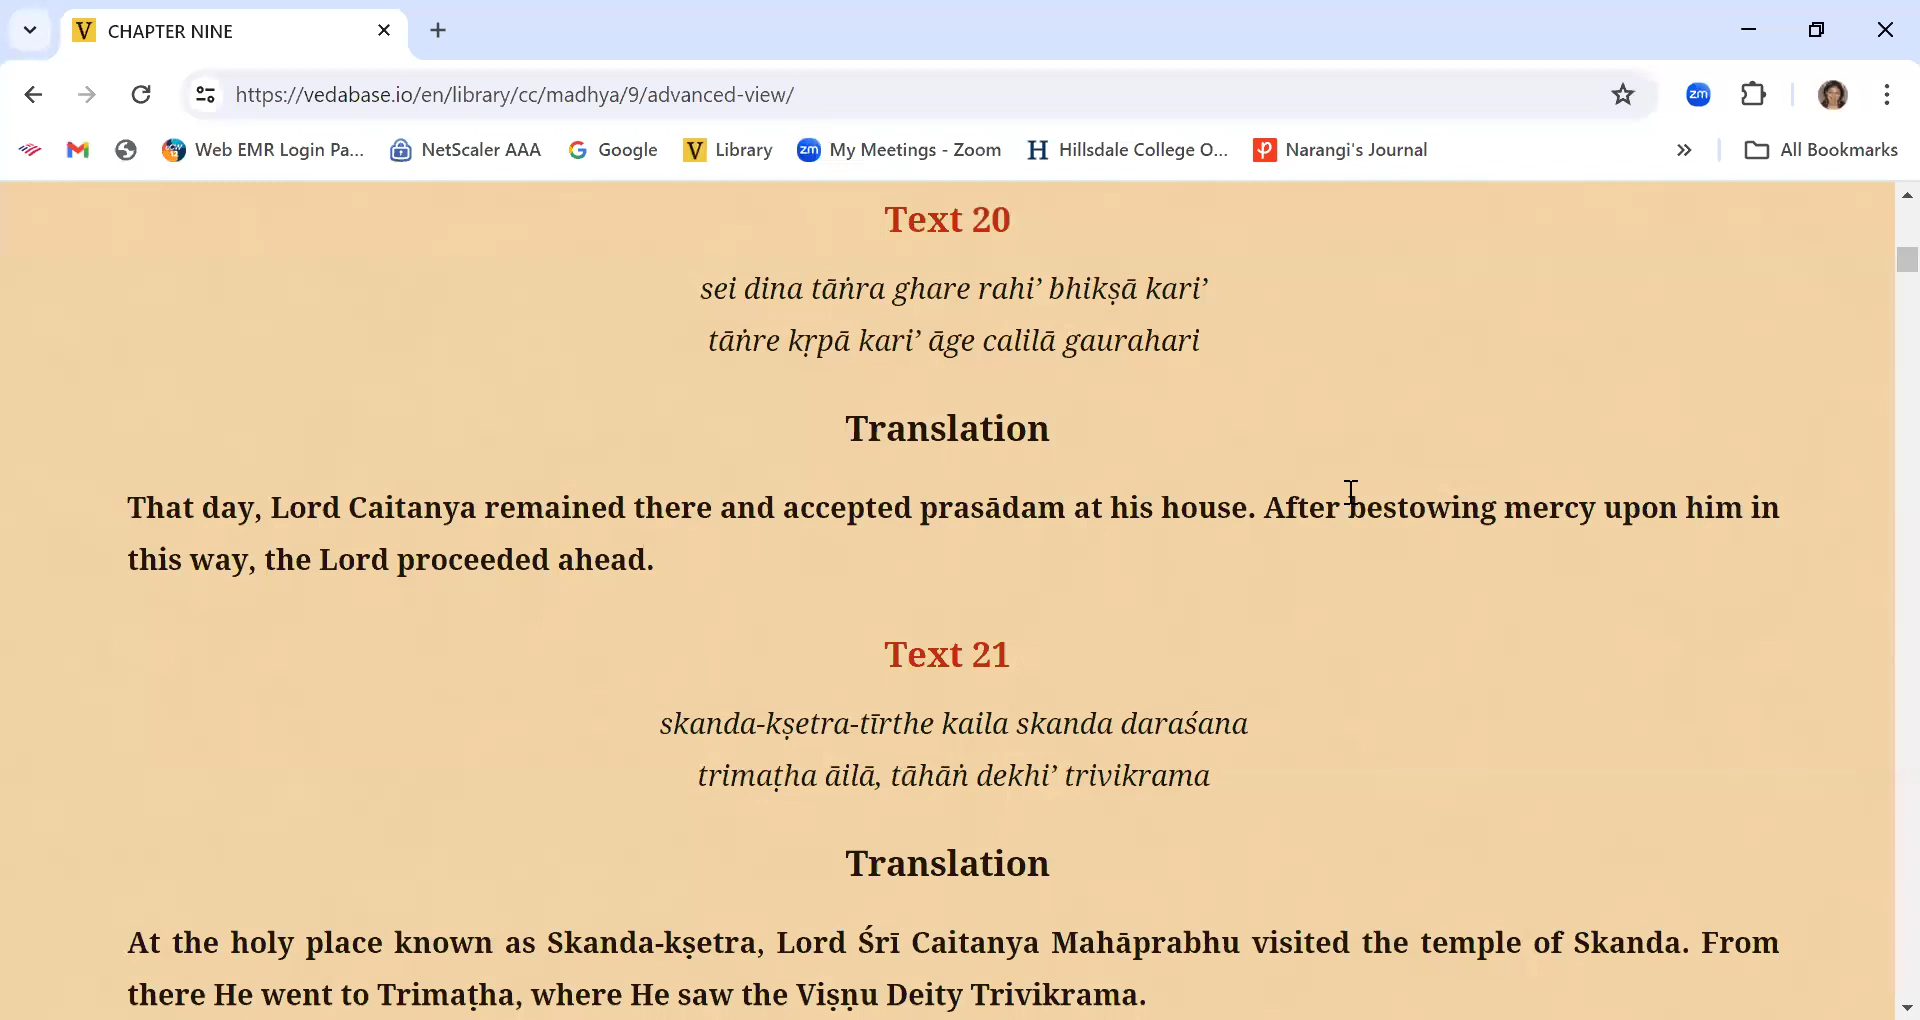 CHAPTER NINE
https://vedabase.io/en/library/cc/madhya/9/advanced-view/
zm
Web EMR Login Pa... NetScaler AAA Google Library My Meetings - Zoom Hillsdale College O... Narangi's Journal » All Bookmarks
Text 20
sei dina tāṅra ghare rahi’ bhikṣā kari’
tāṅre kṛpā kari’ āge calilā gaurahari
Translation
That day, Lord Caitanya remained there and accepted prasādam at his house. After bestowing mercy upon him in
this way, the Lord proceeded ahead.
Text 21
skanda-kṣetra-tīrthe kaila skanda daraśana
trimaṭha āilā, tāhāṅ dekhi’ trivikrama
Translation
At the holy place known as Skanda-kṣetra, Lord Śrī Caitanya Mahāprabhu visited the temple of Skanda. From
there He went to Trimaṭha, where He saw the Viṣṇu Deity Trivikrama.